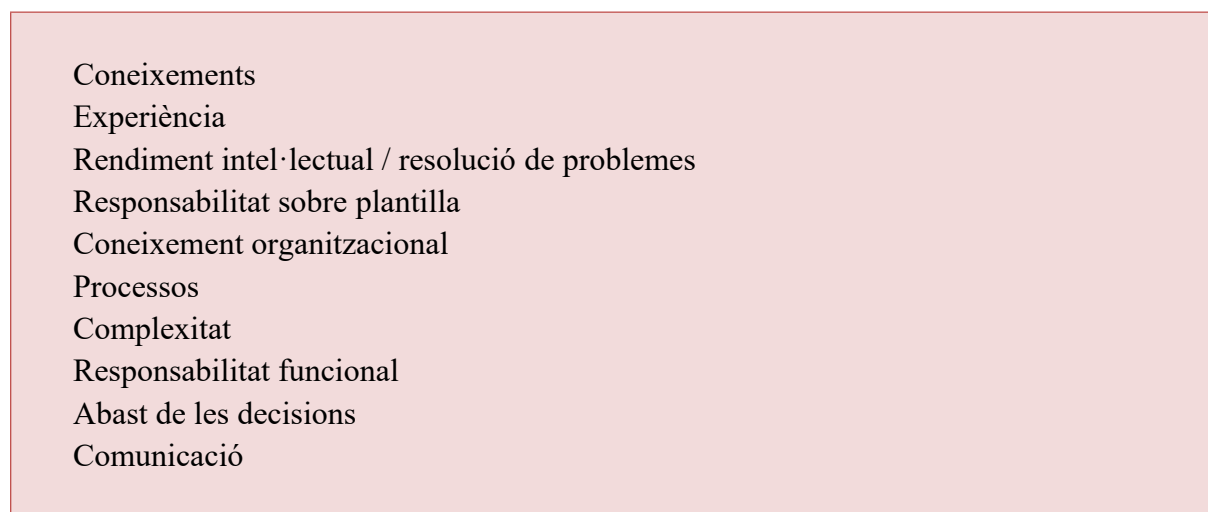 Coneixements
Experiència
Rendiment intel·lectual / resolució de problemes
Responsabilitat sobre plantilla
Coneixement organitzacional
Processos
Complexitat
Responsabilitat funcional
Abast de les decisions
Comunicació